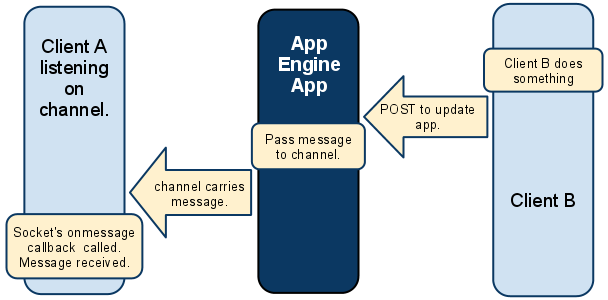 Client A
listening
on
channel.
App
Engine
App
Client B does
something
POST to update
app.
Pass message
to channel.
channel carries
message.
Client B
Socket's onmessage
callback called.
Message received.